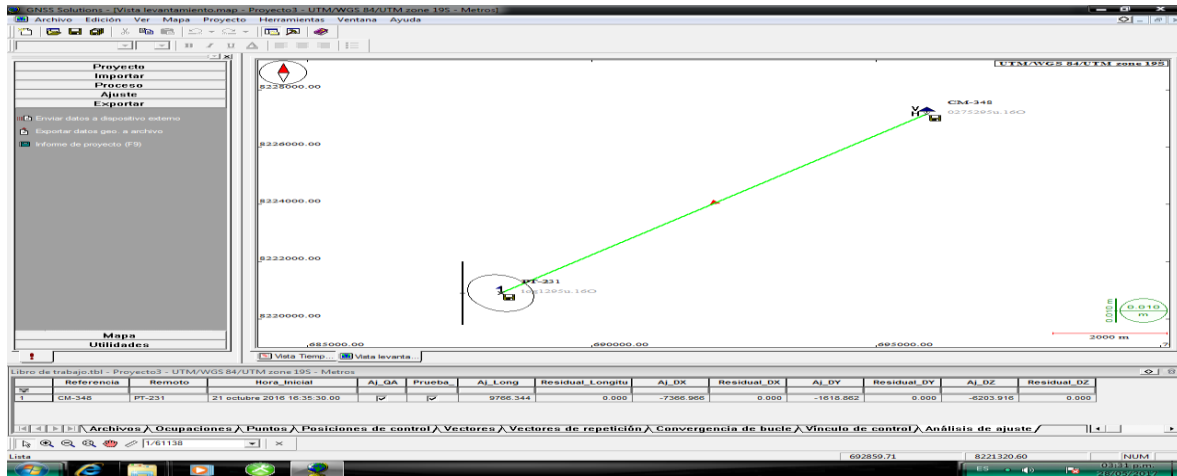 GNSS Solutions - [Vista levantamiento.map - Proyecto3 - UTM/WGS 84/UTM zone 19S - Metros]
Archivo Edición Ver Mapa Proyecto Herramientas Ventana Ayuda
Proyecto
Importar
Proceso
Ajuste
Exportar
Enviar datos a dispositivo externo
Exportar datos geo. a archivo
Informe de proyecto (F9)
Mapa
Utilidades
UTM/WGS 84/UTM zone 19S
8228000.00
8226000.00
8224000.00
8222000.00
8220000.00
CM-348
0275295u.16O
PT-231
1295u.16O
685000.00
690000.00
695000.00
0.010 m
0.010
m
2000 m
Vista Tiemp...
Vista levanta...
Libro de trabajo.tbl - Proyecto3 - UTM/WGS 84/UTM zone 19S - Metros
Referencia Remoto Hora_Inicial Aj_QA Prueba_ Aj_Long Residual_Longitu Aj_DX Residual_DX Aj_DY Residual_DY Aj_DZ Residual_DZ
1 CM-348 PT-231 21 octubre 2016 16:35:30.00 9766.344 0.000 -7366.966 0.000 -1618.862 0.000 -6203.916 0.000
Archivos Ocupaciones Puntos Posiciones de control Vectores Vectores de repetición Convergencia de bucle Vínculo de control Análisis de ajuste
1/61138
Lista 692859.71 8221320.60 NUM
ES 03:31 p.m.